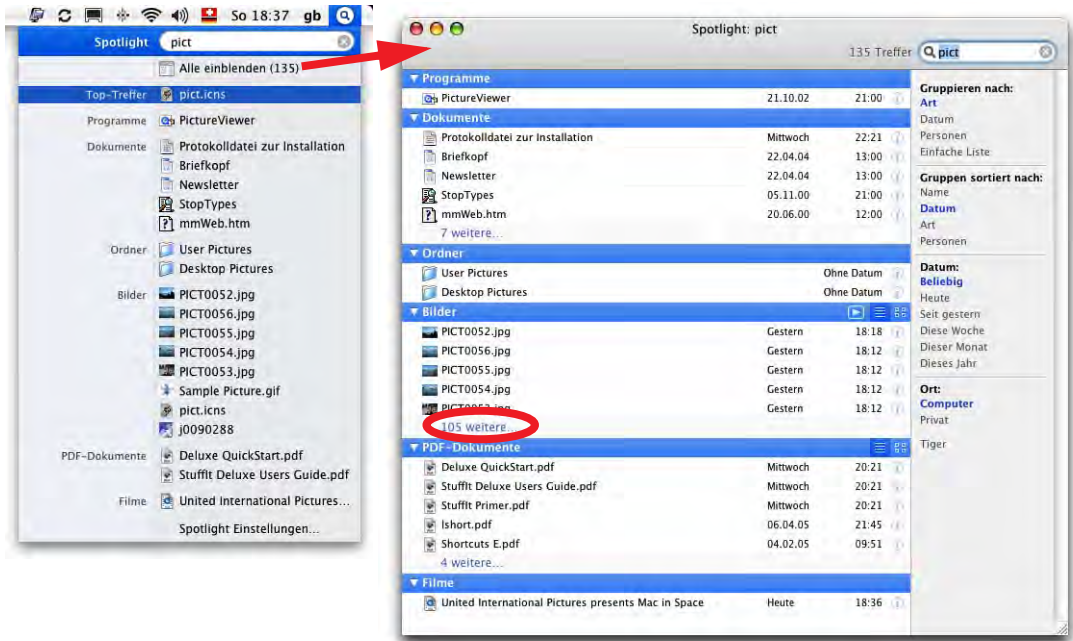 So 18:37 gb
Spotlight pict
Alle einblenden (135)
Top-Treffer pict.icns
Programme PictureViewer
Dokumente Protokolldatei zur Installation
Briefkopf
Newsletter
StopTypes
mmWeb.htm
Ordner User Pictures
Desktop Pictures
Bilder PICT0052.jpg
PICT0056.jpg
PICT0055.jpg
PICT0054.jpg
PICT0053.jpg
Sample Picture.gif
pict.icns
j0090288
PDF-Dokumente Deluxe QuickStart.pdf
StuffIt Deluxe Users Guide.pdf
Filme United International Pictures...
Spotlight Einstellungen...
Spotlight: pict
135 Treffer pict
Programme
PictureViewer 21.10.02 21:00
Dokumente
Protokolldatei zur Installation Mittwoch 22:21
Briefkopf 22.04.04 13:00
Newsletter 22.04.04 13:00
StopTypes 05.11.00 21:00
mmWeb.htm 20.06.00 12:00
7 weitere...
Ordner
User Pictures Ohne Datum
Desktop Pictures Ohne Datum
Bilder
PICT0052.jpg Gestern 18:18
PICT0056.jpg Gestern 18:12
PICT0055.jpg Gestern 18:12
PICT0054.jpg Gestern 18:12
PICT0053.jpg Gestern 18:12
105 weitere...
PDF-Dokumente
Deluxe QuickStart.pdf Mittwoch 20:21
StuffIt Deluxe Users Guide.pdf Mittwoch 20:21
StuffIt Primer.pdf Mittwoch 20:21
lshort.pdf 06.04.05 21:45
Shortcuts E.pdf 04.02.05 09:51
4 weitere...
Filme
United International Pictures presents Mac in Space Heute 18:36
Gruppieren nach:
Art
Datum
Personen
Einfache Liste
Gruppen sortiert nach:
Name
Datum
Art
Personen
Datum:
Beliebig
Heute
Seit gestern
Diese Woche
Dieser Monat
Dieses Jahr
Ort:
Computer
Privat
Tiger